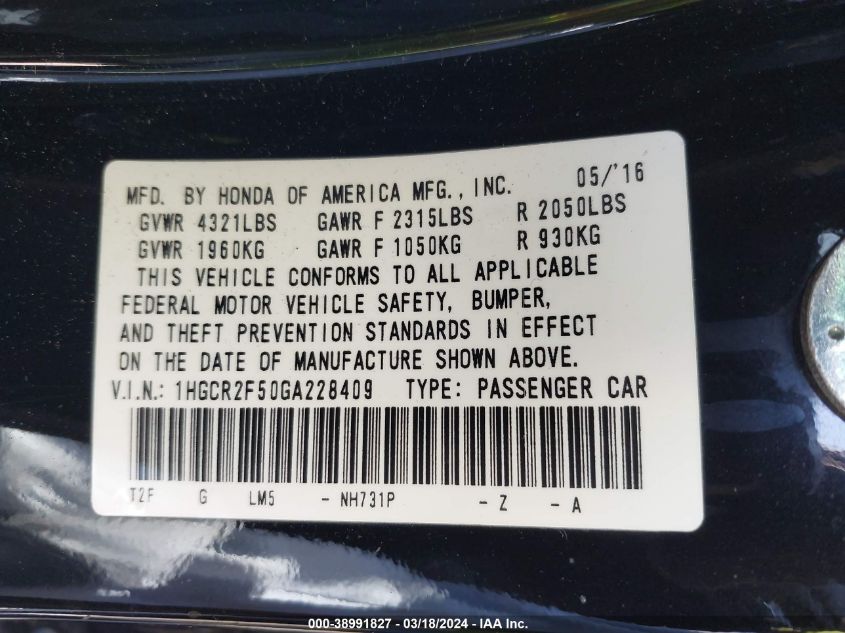 MFD. BY HONDA OF AMERICA MFG., INC. 05/'16
GVWR 4321LBS GAWR F 2315LBS R 2050LBS
GVWR 1960KG GAWR F 1050KG R 930KG
THIS VEHICLE CONFORMS TO ALL APPLICABLE
FEDERAL MOTOR VEHICLE SAFETY, BUMPER,
AND THEFT PREVENTION STANDARDS IN EFFECT
ON THE DATE OF MANUFACTURE SHOWN ABOVE.
V.I.N.: 1HGCR2F50GA228409 TYPE: PASSENGER CAR
T2F G LM5 - NH731P - Z - A
000-38991827 - 03/18/2024 - IAA Inc.